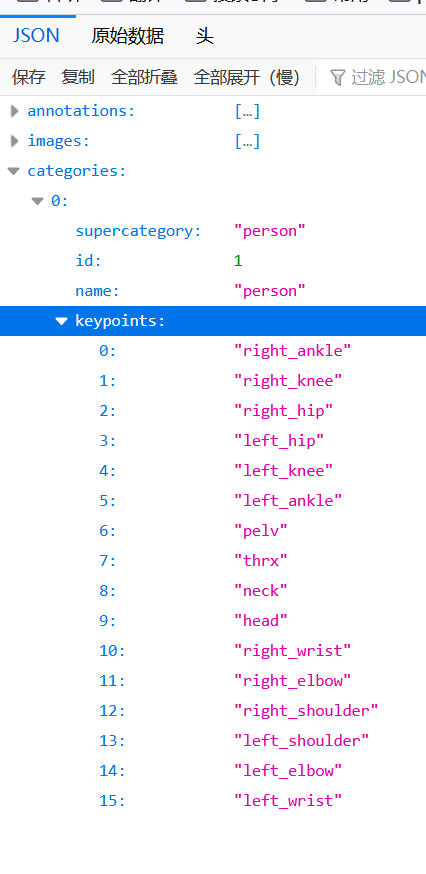 JSON 原始数据 头
保存 复制 全部折叠 全部展开（慢） 过滤 JSON
annotations: […]
images: […]
categories:
0:
supercategory: "person"
id: 1
name: "person"
keypoints:
0: "right_ankle"
1: "right_knee"
2: "right_hip"
3: "left_hip"
4: "left_knee"
5: "left_ankle"
6: "pelv"
7: "thrx"
8: "neck"
9: "head"
10: "right_wrist"
11: "right_elbow"
12: "right_shoulder"
13: "left_shoulder"
14: "left_elbow"
15: "left_wrist"